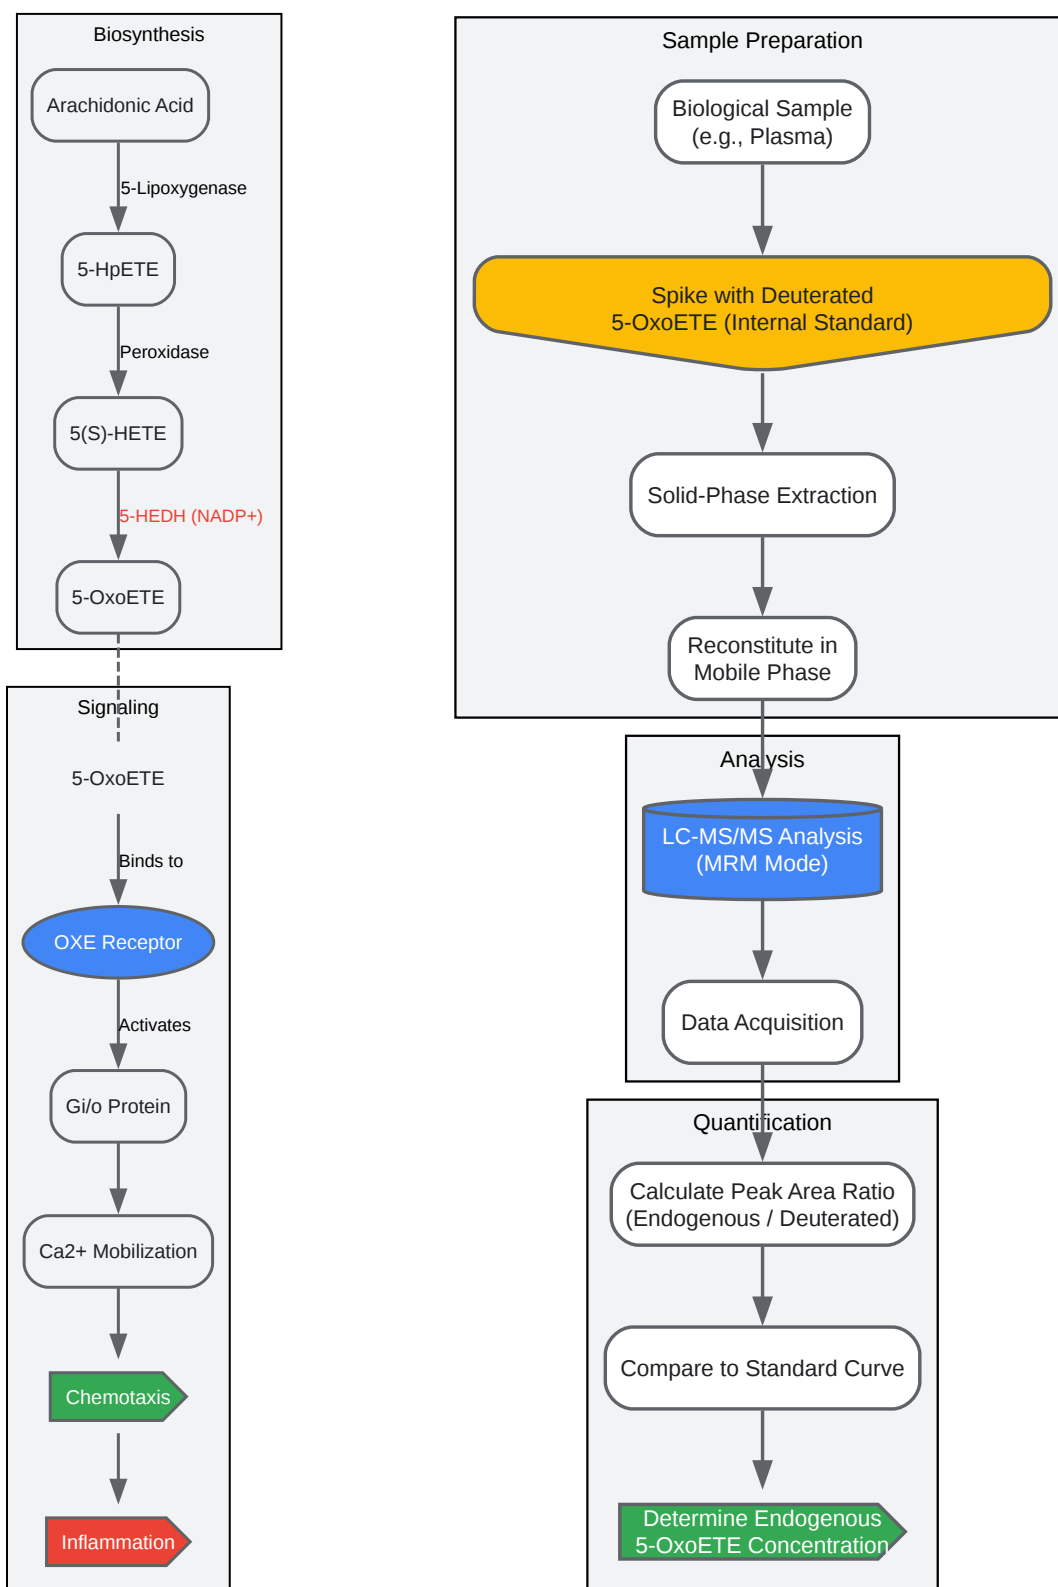 Biosynthesis
Arachidonic Acid
5-Lipoxygenase
5-HpETE
Peroxidase
5(S)-HETE
5-HEDH (NADP+)
5-OxoETE
Signaling
5-OxoETE
Binds to
OXE Receptor
Activates
Gi/o Protein
Ca2+ Mobilization
Chemotaxis
Inflammation
Sample Preparation
Biological Sample
(e.g., Plasma)
Spike with Deuterated
5-OxoETE (Internal Standard)
Solid-Phase Extraction
Reconstitute in
Mobile Phase
Analysis
LC-MS/MS Analysis
(MRM Mode)
Data Acquisition
Quantification
Calculate Peak Area Ratio
(Endogenous / Deuterated)
Compare to Standard Curve
Determine Endogenous
5-OxoETE Concentration